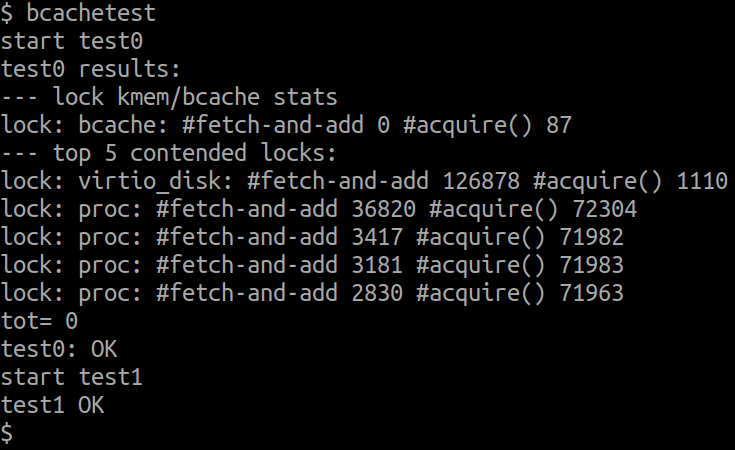 $ bcachetest
start test0
test0 results:
--- lock kmem/bcache stats
lock: bcache: #fetch-and-add 0 #acquire() 87
--- top 5 contended locks:
lock: virtio_disk: #fetch-and-add 126878 #acquire() 1110
lock: proc: #fetch-and-add 36820 #acquire() 72304
lock: proc: #fetch-and-add 3417 #acquire() 71982
lock: proc: #fetch-and-add 3181 #acquire() 71983
lock: proc: #fetch-and-add 2830 #acquire() 71963
tot= 0
test0: OK
start test1
test1 OK
$